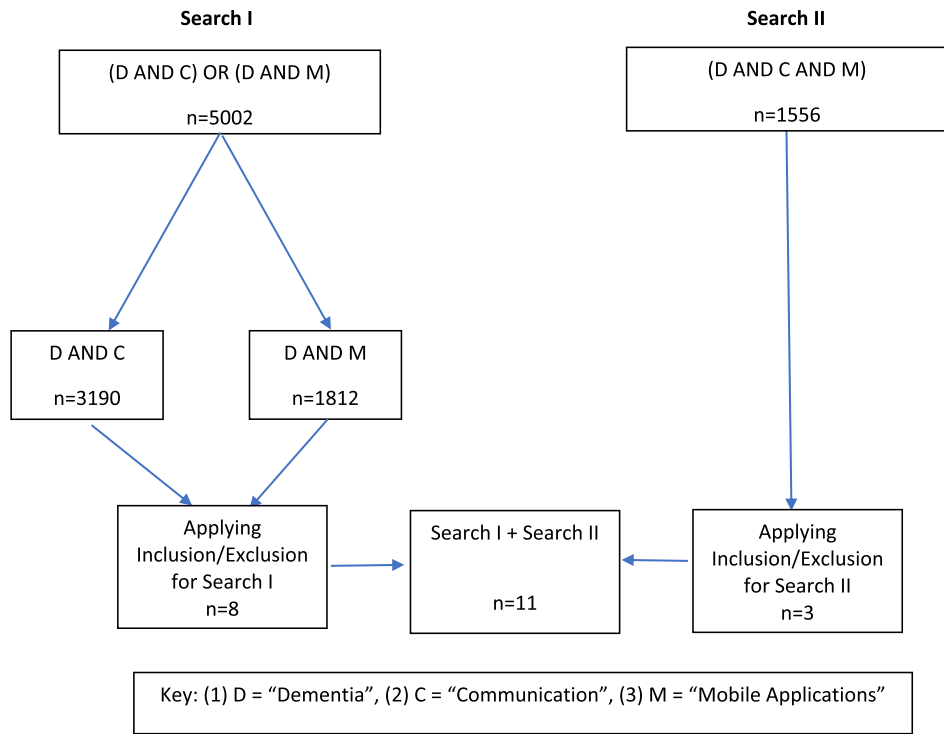 Search I
Search II
(D AND C) OR (D AND M)
n=5002
(D AND C AND M)
n=1556
D AND C
n=3190
D AND M
n=1812
Applying
Inclusion/Exclusion
for Search I
n=8
Search I + Search II
n=11
Applying
Inclusion/Exclusion
for Search II
n=3
Key: (1) D = “Dementia”, (2) C = “Communication”, (3) M = “Mobile Applications”